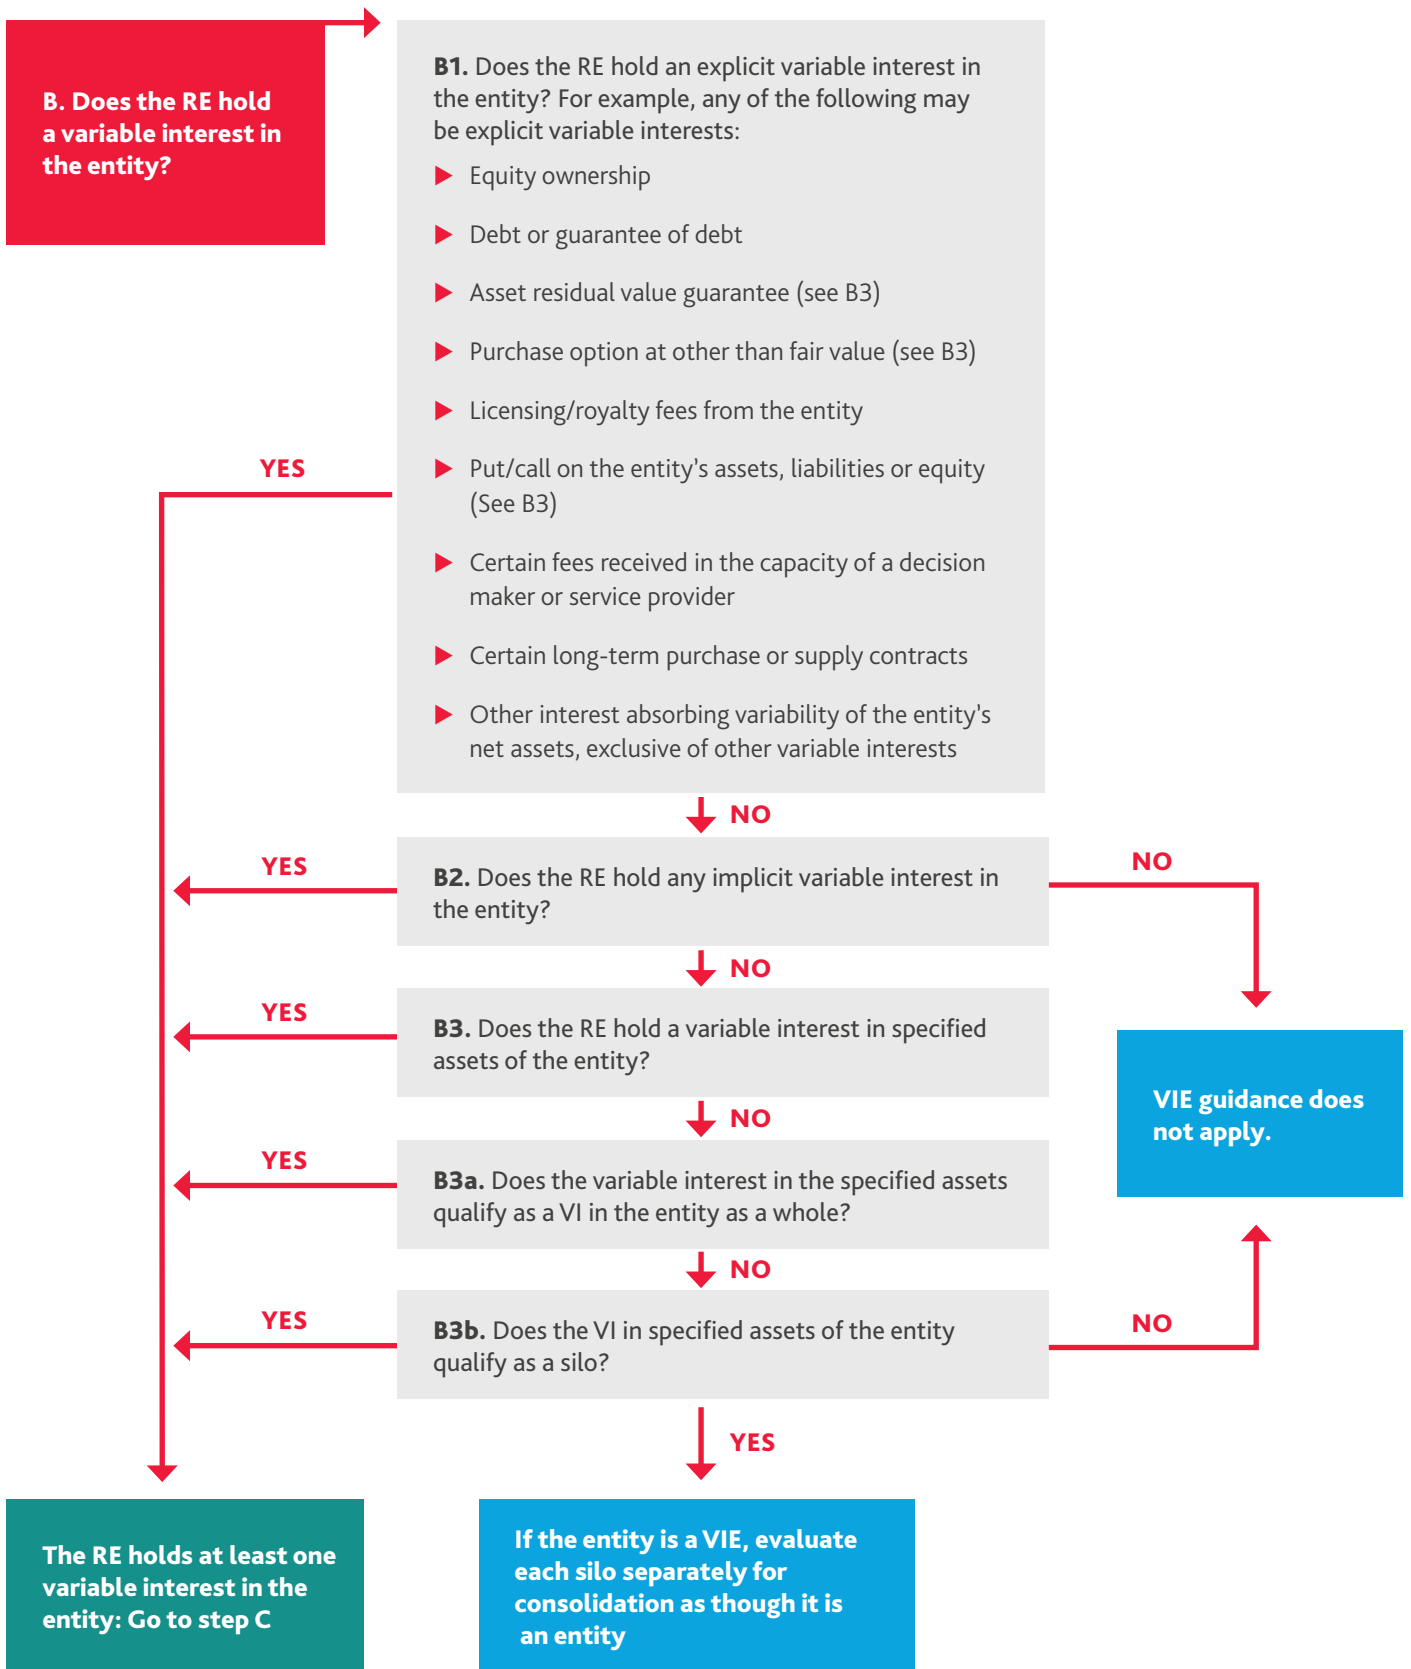 B. Does the RE hold
a variable interest in
the entity?
B1. Does the RE hold an explicit variable interest in
the entity? For example, any of the following may
be explicit variable interests:
Equity ownership
Debt or guarantee of debt
Asset residual value guarantee (see B3)
Purchase option at other than fair value (see B3)
Licensing/royalty fees from the entity
Put/call on the entity's assets, liabilities or equity
(See B3)
Certain fees received in the capacity of a decision
maker or service provider
Certain long-term purchase or supply contracts
Other interest absorbing variability of the entity's
net assets, exclusive of other variable interests
YES
NO
YES
B2. Does the RE hold any implicit variable interest in
the entity?
NO
NO
YES
B3. Does the RE hold a variable interest in specified
assets of the entity?
NO
VIE guidance does
not apply.
YES
B3a. Does the variable interest in the specified assets
qualify as a VI in the entity as a whole?
NO
YES
B3b. Does the VI in specified assets of the entity
qualify as a silo?
NO
YES
The RE holds at least one
variable interest in the
entity: Go to step C
If the entity is a VIE, evaluate
each silo separately for
consolidation as though it is
an entity